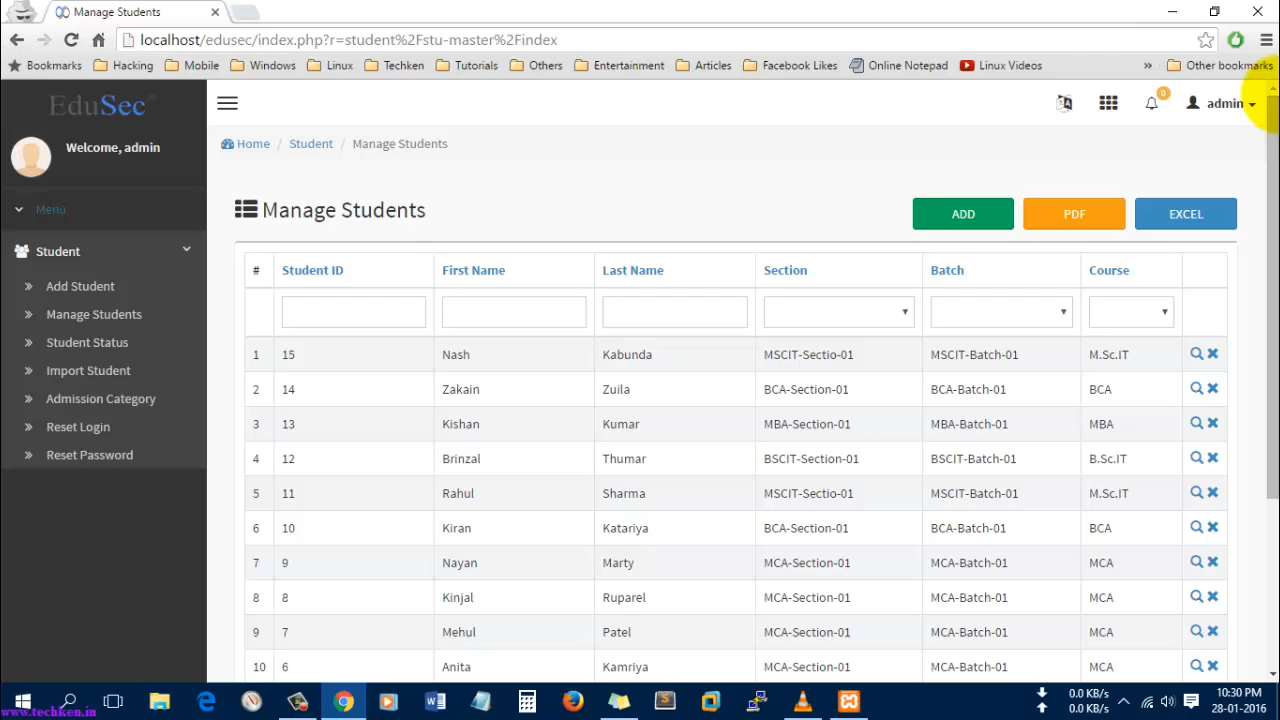 Manage Students
localhost/edusec/index.php?r=student%2Fstu-master%2Findex
Bookmarks Hacking Mobile Windows Linux Techken Tutorials Others Entertainment Articles Facebook Likes Online Notepad Linux Videos » Other bookmarks
EduSec
0
admin
Welcome, admin
Home / Student / Manage Students
Menu
Manage Students
ADD PDF EXCEL
Student
Add Student
Manage Students
Student Status
Import Student
Admission Category
Reset Login
Reset Password
# Student ID First Name Last Name Section Batch Course
1 15 Nash Kabunda MSCIT-Sectio-01 MSCIT-Batch-01 M.Sc.IT
2 14 Zakain Zuila BCA-Section-01 BCA-Batch-01 BCA
3 13 Kishan Kumar MBA-Section-01 MBA-Batch-01 MBA
4 12 Brinzal Thumar BSCIT-Section-01 BSCIT-Batch-01 B.Sc.IT
5 11 Rahul Sharma MSCIT-Sectio-01 MSCIT-Batch-01 M.Sc.IT
6 10 Kiran Katariya BCA-Section-01 BCA-Batch-01 BCA
7 9 Nayan Marty MCA-Section-01 MCA-Batch-01 MCA
8 8 Kinjal Ruparel MCA-Section-01 MCA-Batch-01 MCA
9 7 Mehul Patel MCA-Section-01 MCA-Batch-01 MCA
10 6 Anita Kamriya MCA-Section-01 MCA-Batch-01 MCA
0.0 KB/s
0.0 KB/s
10:30 PM
28-01-2016
www.techken.in